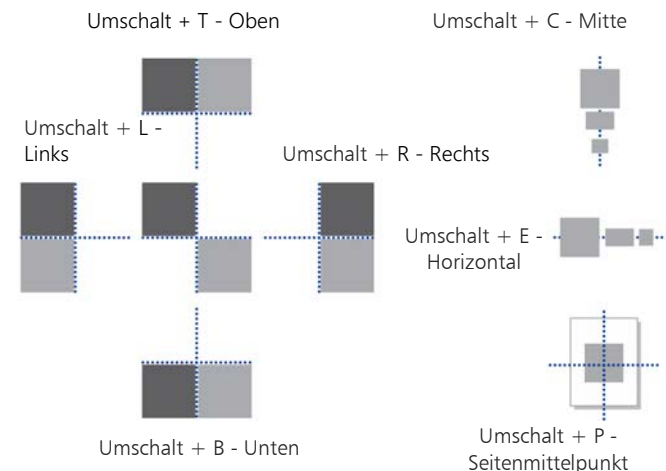 Umschalt + T - Oben
Umschalt + C - Mitte
Umschalt + L -
Links
Umschalt + R - Rechts
Umschalt + E -
Horizontal
Umschalt + B - Unten
Umschalt + P -
Seitenmittelpunkt